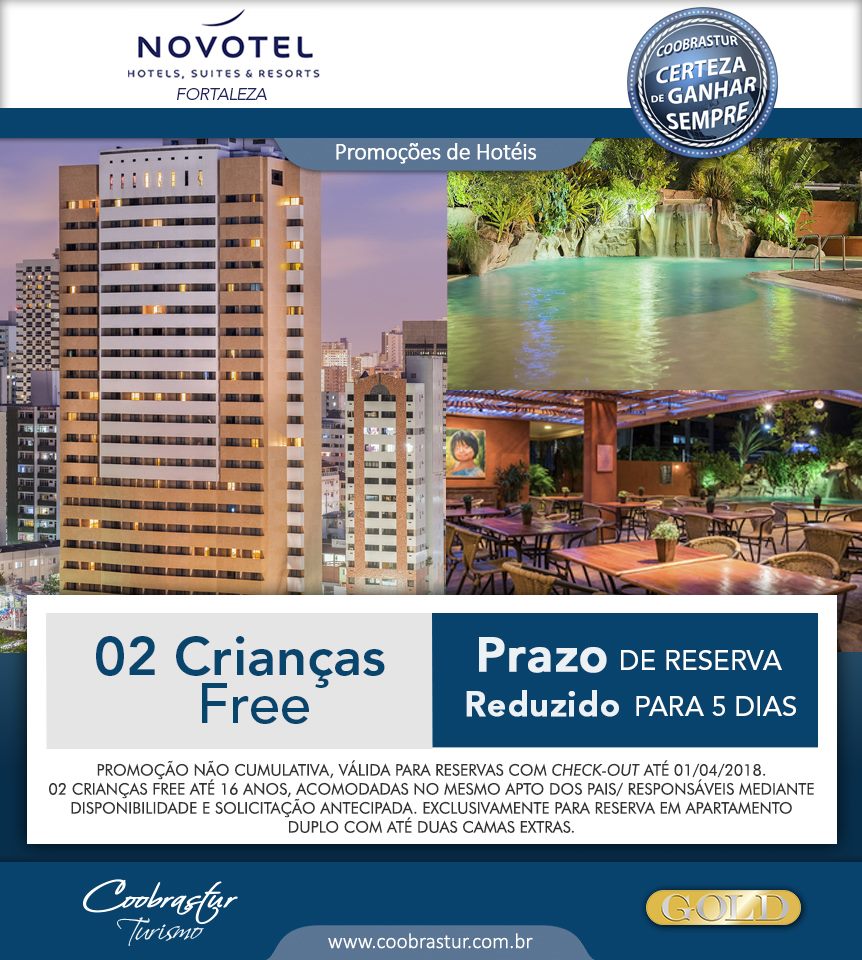 NOVOTEL
HOTELS, SUITES & RESORTS
FORTALEZA
COOBRASTUR
CERTEZA
DE GANHAR
SEMPRE
Promoções de Hotéis
02 Crianças
Free
Prazo DE RESERVA
Reduzido PARA 5 DIAS
PROMOÇÃO NÃO CUMULATIVA, VÁLIDA PARA RESERVAS COM CHECK-OUT ATÉ 01/04/2018.
02 CRIANÇAS FREE ATÉ 16 ANOS, ACOMODADAS NO MESMO APTO DOS PAIS/ RESPONSÁVEIS MEDIANTE
DISPONIBILIDADE E SOLICITAÇÃO ANTECIPADA. EXCLUSIVAMENTE PARA RESERVA EM APARTAMENTO
DUPLO COM ATÉ DUAS CAMAS EXTRAS.
Coobrastur
Turismo
GOLD
www.coobrastur.com.br